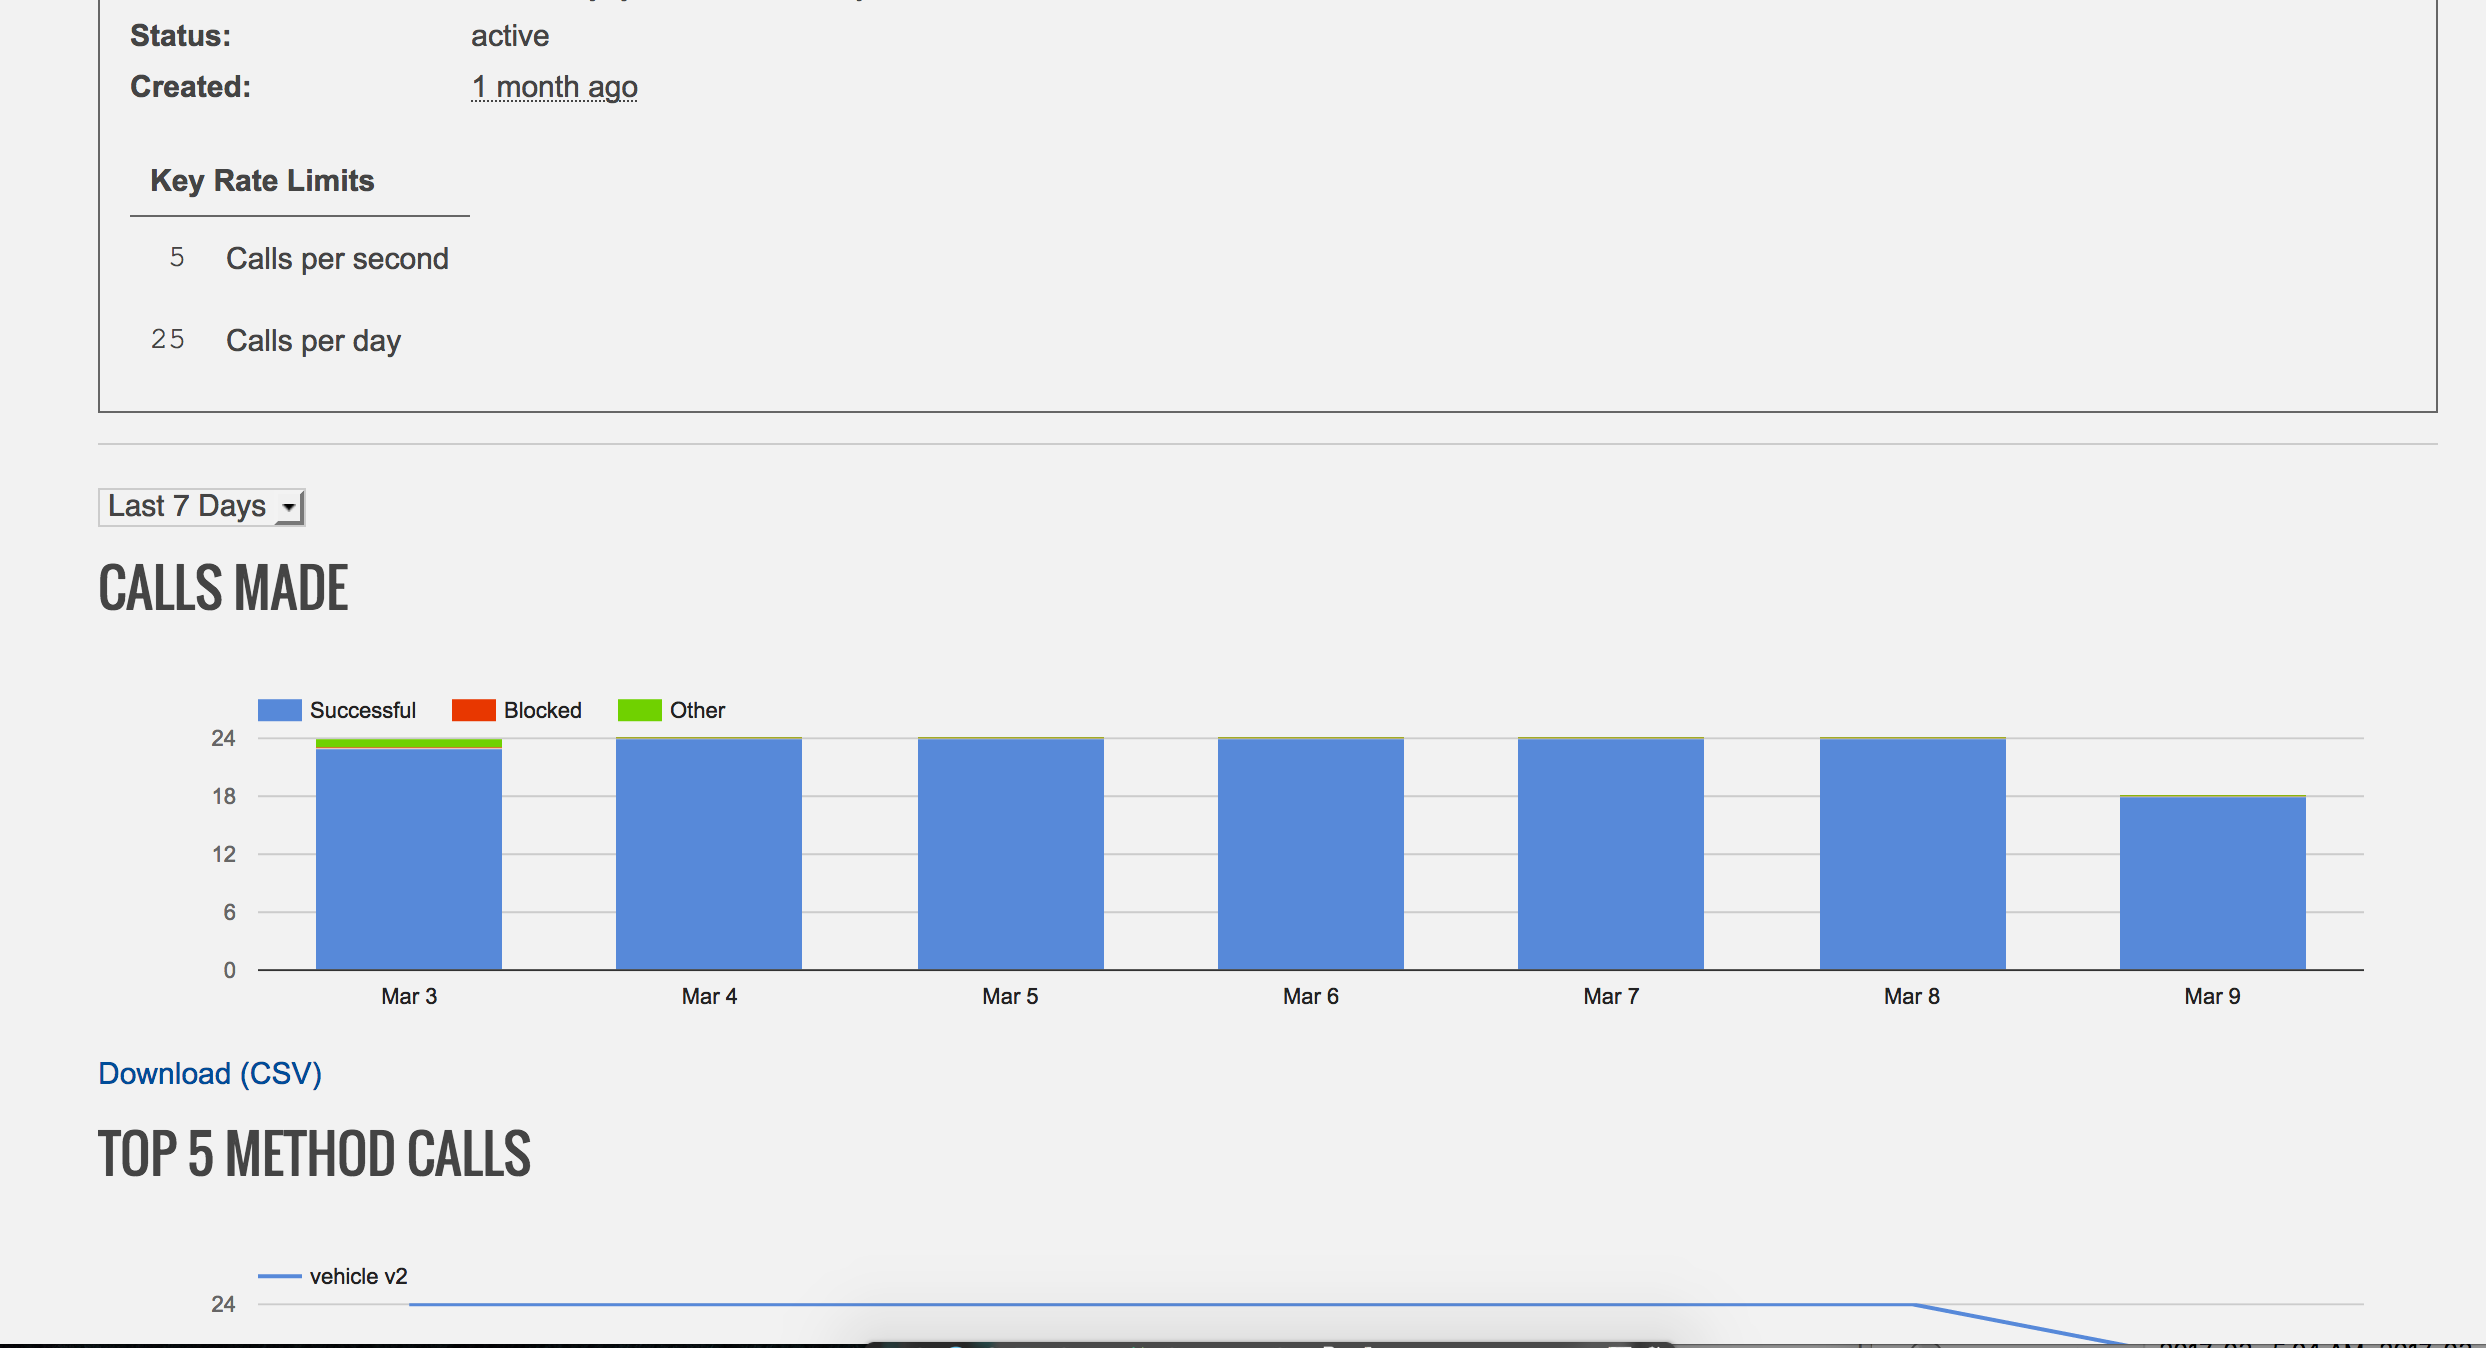 Status: active
Created: 1 month ago
Key Rate Limits
5 Calls per second
25 Calls per day
Last 7 Days
CALLS MADE
Successful Blocked Other
24
18
12
6
0
Mar 3 Mar 4 Mar 5 Mar 6 Mar 7 Mar 8 Mar 9
Download (CSV)
TOP 5 METHOD CALLS
vehicle v2
24